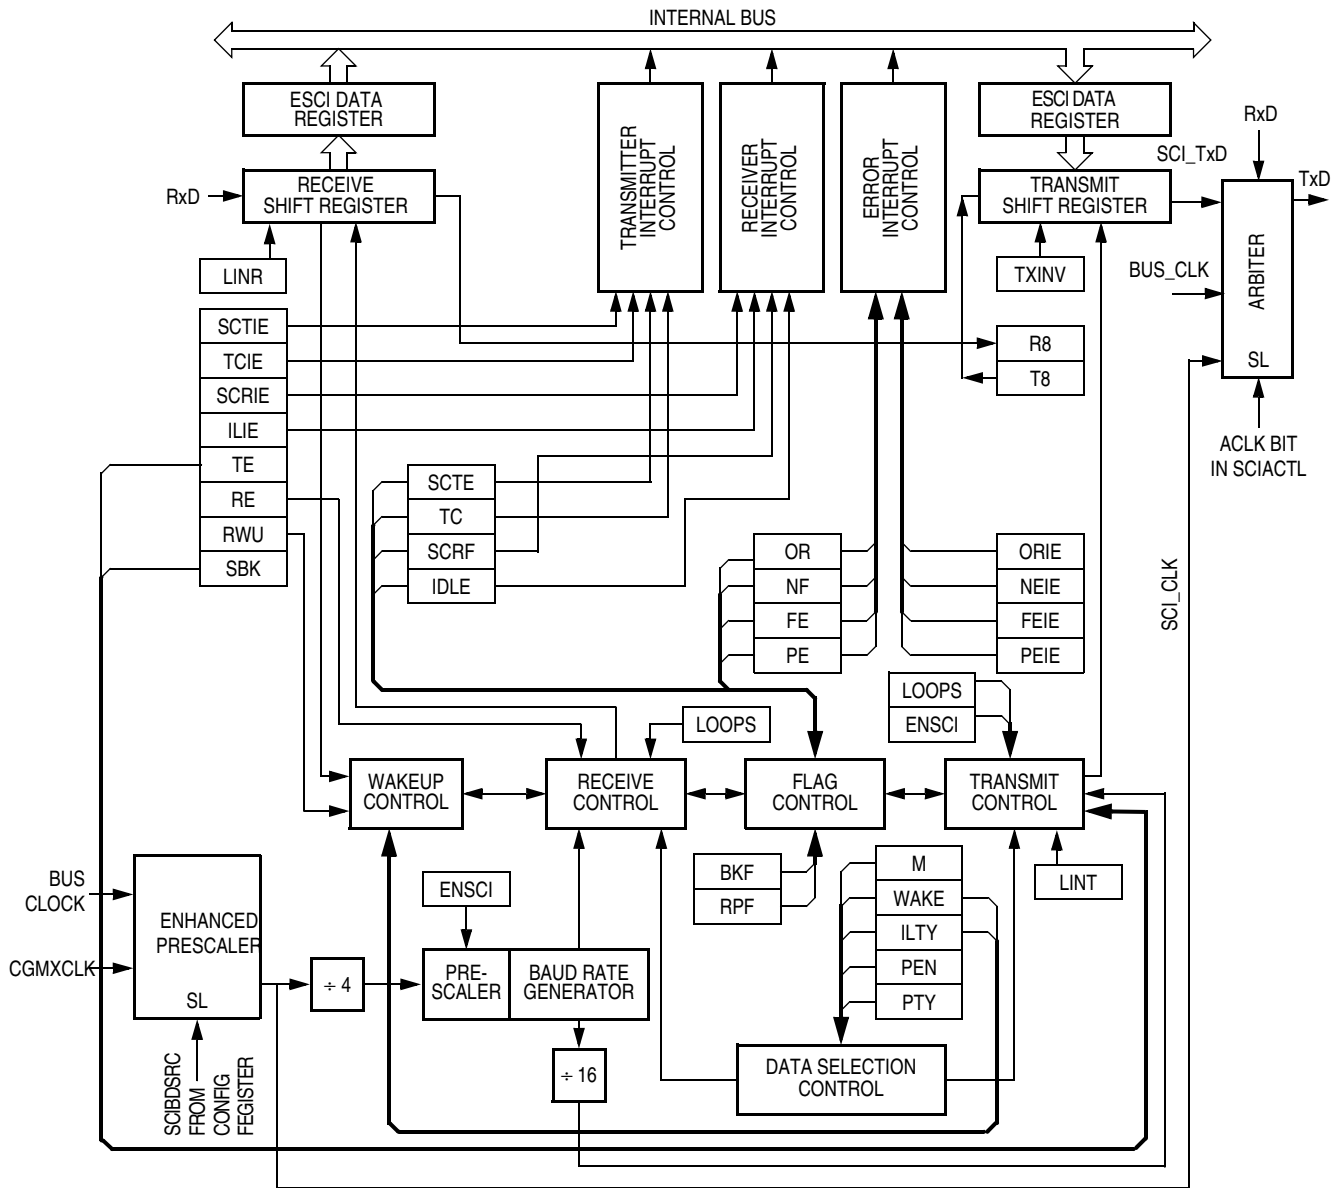 INTERNAL BUS
ESCI DATA
REGISTER
ESCI DATA
REGISTER
RxD
RECEIVE
SHIFT REGISTER
LINR
TRANSMITTER
INTERRUPT
CONTROL
RECEIVER
INTERRUPT
CONTROL
ERROR
INTERRUPT
CONTROL
TRANSMIT
SHIFT REGISTER
TXINV
SCI_TxD
RxD
TxD
BUS_CLK
ARBITER
SL
ACLK BIT
IN SCIACTL
R8
T8
SCTIE
TCIE
SCRIE
ILIE
TE
RE
RWU
SBK
SCTE
TC
SCRF
IDLE
OR
NF
FE
PE
ORIE
NEIE
FEIE
PEIE
SCI_CLK
LOOPS
ENSCI
LOOPS
WAKEUP
CONTROL
RECEIVE
CONTROL
FLAG
CONTROL
TRANSMIT
CONTROL
BKF
RPF
M
WAKE
ILTY
PEN
PTY
LINT
BUS
CLOCK
CGMXCLK
ENHANCED
PRESCALER
SL
SCIBDSRC
FROM
CONFIG
FEGISTER
÷ 4
ENSCI
PRE-
SCALER
BAUD RATE
GENERATOR
÷ 16
DATA SELECTION
CONTROL